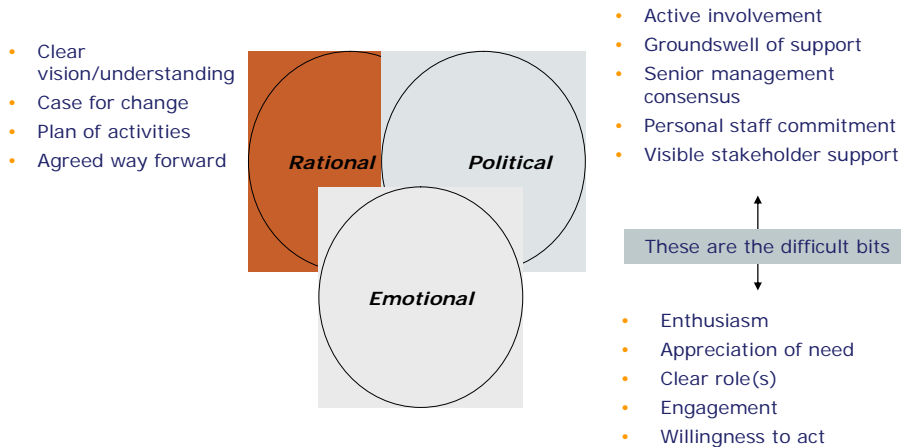 • Clear
vision/understanding
• Case for change
• Plan of activities
• Agreed way forward
Rational
Political
Emotional
• Active involvement
• Groundswell of support
• Senior management
consensus
• Personal staff commitment
• Visible stakeholder support
These are the difficult bits
• Enthusiasm
• Appreciation of need
• Clear role(s)
• Engagement
• Willingness to act